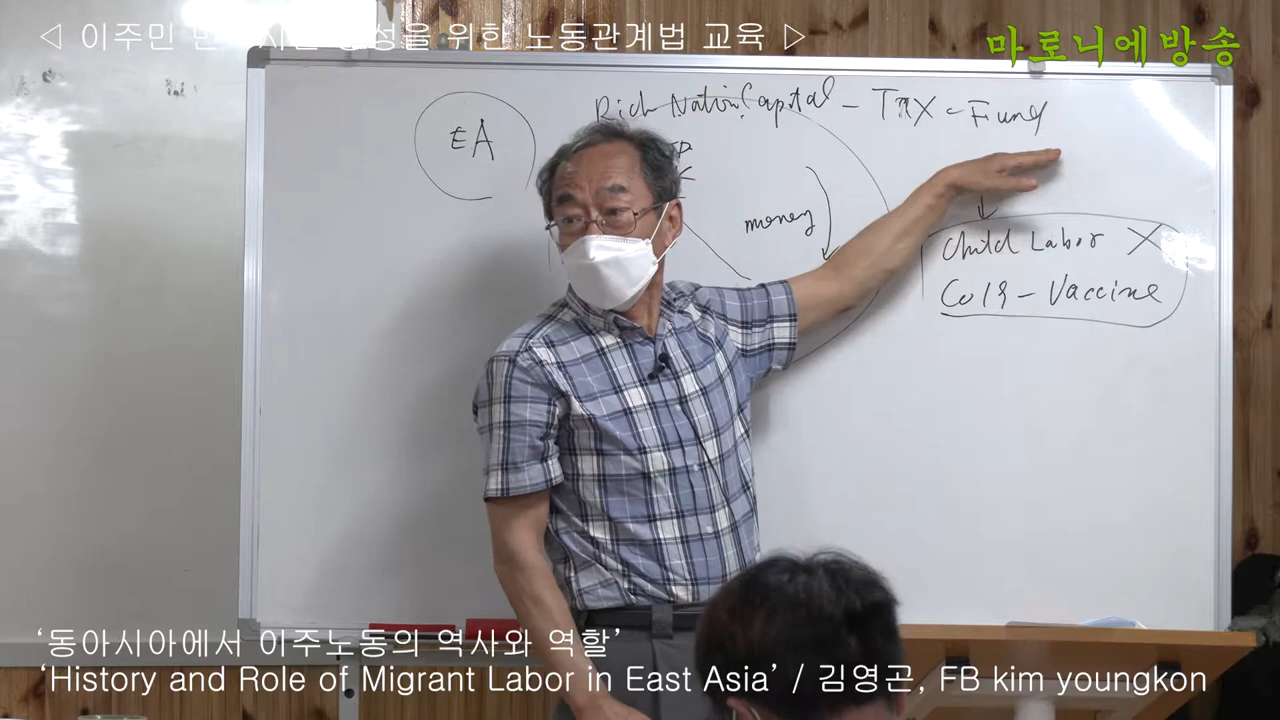 ◁ 이주민 을 위한 노동관계법 교육 ▷
마로니에방송
Rich Nation, Capital - TAX - Fund
EA
money
Child Labor X
Co19 - Vaccine
‘동아시아에서 이주노동의 역사와 역할’
‘History and Role of Migrant Labor in East Asia’ / 김영곤, FB kim youngkon